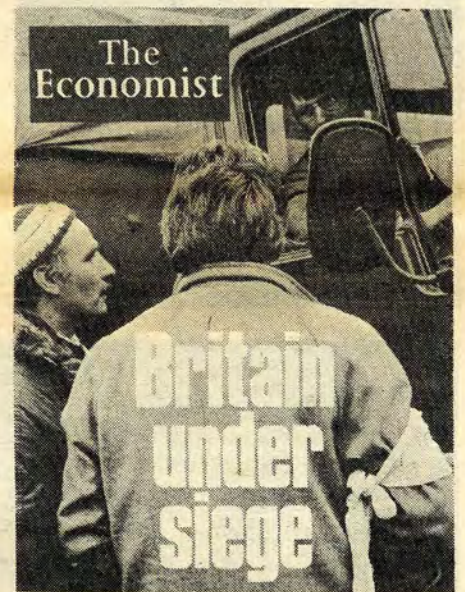 The
Economist
Britain
under
siege